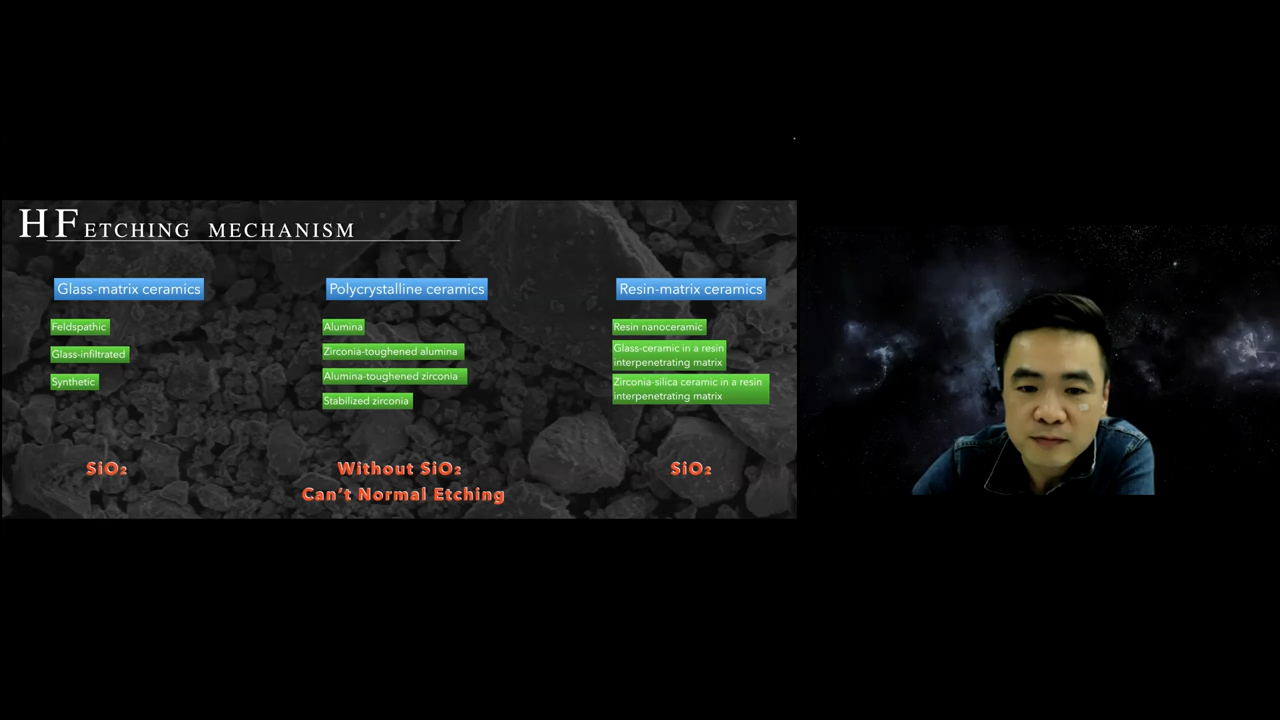 HF ETCHING MECHANISM
Glass-matrix ceramics
Feldspathic
Glass-infiltrated
Synthetic
SiO₂
Polycrystalline ceramics
Alumina
Zirconia-toughened alumina
Alumina-toughened zirconia
Stabilized zirconia
Without SiO₂
Can't Normal Etching
Resin-matrix ceramics
Resin nanoceramic
Glass-ceramic in a resin
interpenetrating matrix
Zirconia-silica ceramic in a resin
interpenetrating matrix
SiO₂